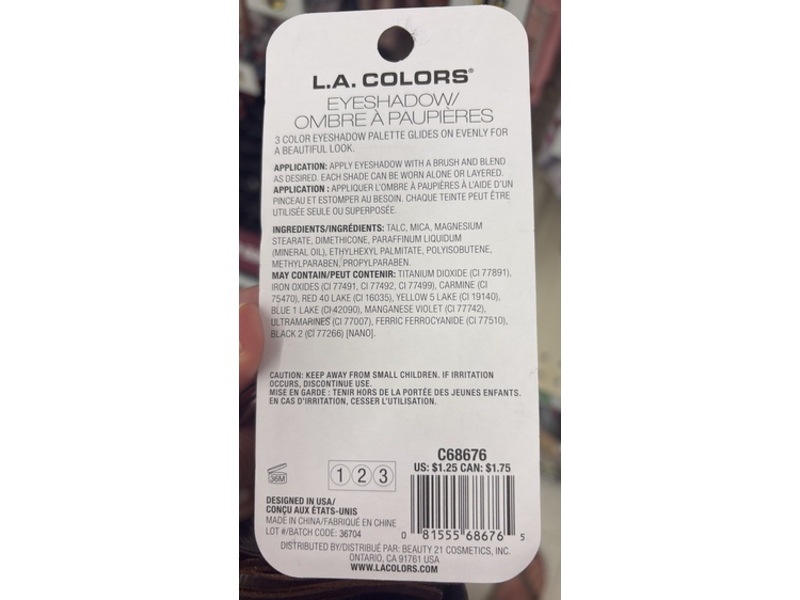 L.A. COLORS®
EYESHADOW/
OMBRE À PAUPIÈRES
3 COLOR EYESHADOW PALETTE GLIDES ON EVENLY FOR
A BEAUTIFUL LOOK.
APPLICATION: APPLY EYESHADOW WITH A BRUSH AND BLEND
AS DESIRED. EACH SHADE CAN BE WORN ALONE OR LAYERED.
APPLICATION : APPLIQUER L'OMBRE À PAUPIÈRES À L'AIDE D'UN
PINCEAU ET ESTOMPER AU BESOIN. CHAQUE TEINTE PEUT ÊTRE
UTILISÉE SEULE OU SUPERPOSÉE.
INGREDIENTS/INGRÉDIENTS: TALC, MICA, MAGNESIUM
STEARATE, DIMETHICONE, PARAFFINUM LIQUIDUM
(MINERAL OIL), ETHYLHEXYL PALMITATE, POLYISOBUTENE,
METHYLPARABEN, PROPYLPARABEN.
MAY CONTAIN/PEUT CONTENIR: TITANIUM DIOXIDE (CI 77891),
IRON OXIDES (CI 77491, CI 77492, CI 77499), CARMINE (CI
75470), RED 40 LAKE (CI 16035), YELLOW 5 LAKE (CI 19140),
BLUE 1 LAKE (CI 42090), MANGANESE VIOLET (CI 77742),
ULTRAMARINES (CI 77007), FERRIC FERROCYANIDE (CI 77510),
BLACK 2 (CI 77266) [NANO].
CAUTION: KEEP AWAY FROM SMALL CHILDREN. IF IRRITATION
OCCURS, DISCONTINUE USE.
MISE EN GARDE : TENIR HORS DE LA PORTÉE DES JEUNES ENFANTS.
EN CAS D'IRRITATION, CESSER L'UTILISATION.
C68676
US: $1.25 CAN: $1.75
36M
1 2 3
DESIGNED IN USA/
CONÇU AUX ÉTATS-UNIS
MADE IN CHINA/FABRIQUÉ EN CHINE
LOT #/BATCH CODE: 36704
0 81555 68676 5
DISTRIBUTED BY/DISTRIBUÉ PAR: BEAUTY 21 COSMETICS, INC.
ONTARIO, CA 91761 USA
WWW.LACOLORS.COM